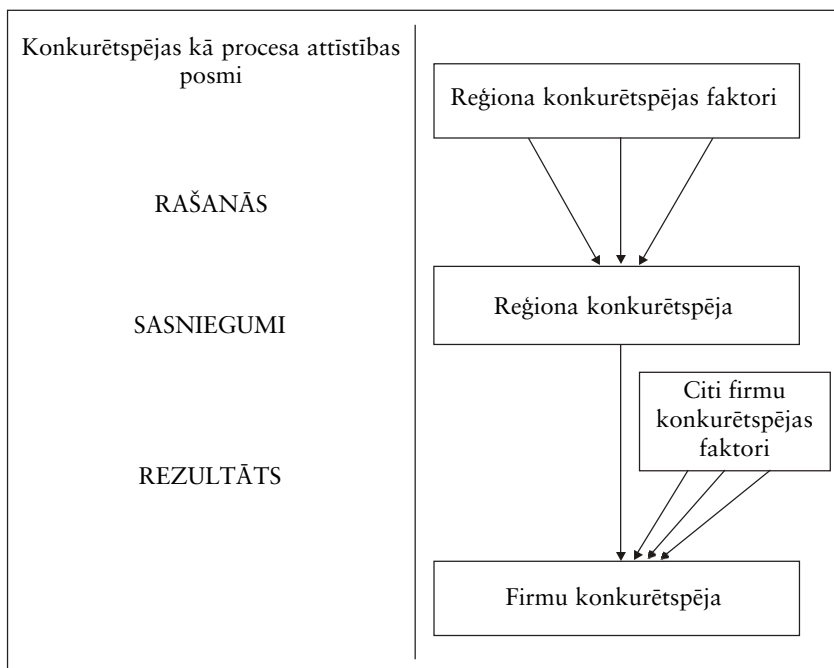 Konkurētspējas kā procesa attīstības
posmi
RAŠANĀS
SASNIEGUMI
REZULTĀTS
Reģiona konkurētspējas faktori
Reģiona konkurētspēja
Citi firmu
konkurētspējas
faktori
Firmu konkurētspēja